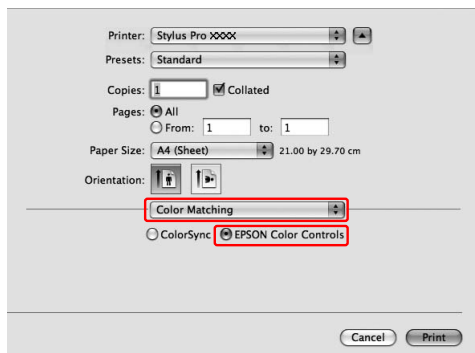 Printer: Stylus Pro XXXX
Presets: Standard
Copies: 1 Collated
Pages: All
From: 1 to: 1
Paper Size: A4 (Sheet) 21.00 by 29.70 cm
Orientation:
Color Matching
ColorSync EPSON Color Controls
Cancel Print